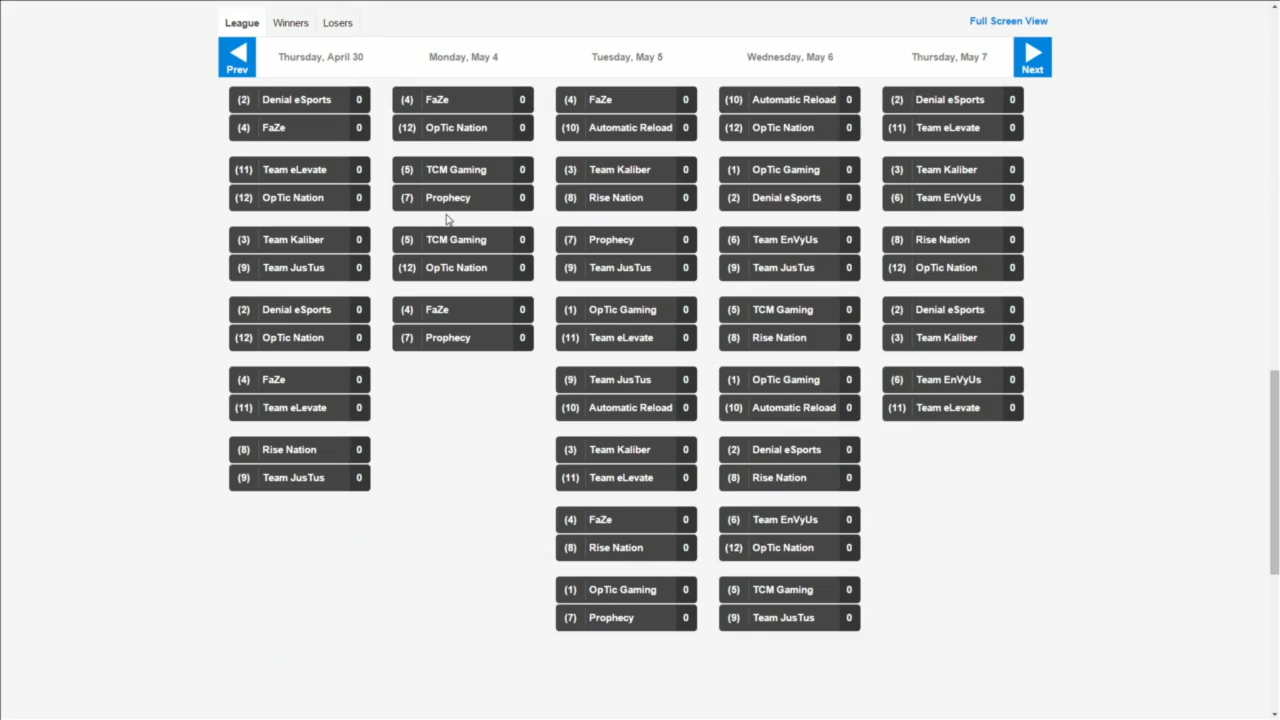 League Winners Losers Full Screen View
Prev Thursday, April 30 Monday, May 4 Tuesday, May 5 Wednesday, May 6 Thursday, May 7 Next
(2) Denial eSports 0
(4) FaZe 0
(11) Team eLevate 0
(12) OpTic Nation 0
(3) Team Kaliber 0
(9) Team JusTus 0
(2) Denial eSports 0
(12) OpTic Nation 0
(4) FaZe 0
(11) Team eLevate 0
(8) Rise Nation 0
(9) Team JusTus 0
(4) FaZe 0
(12) OpTic Nation 0
(5) TCM Gaming 0
(7) Prophecy 0
(5) TCM Gaming 0
(12) OpTic Nation 0
(4) FaZe 0
(7) Prophecy 0
(4) FaZe 0
(10) Automatic Reload 0
(3) Team Kaliber 0
(8) Rise Nation 0
(7) Prophecy 0
(9) Team JusTus 0
(1) OpTic Gaming 0
(11) Team eLevate 0
(9) Team JusTus 0
(10) Automatic Reload 0
(3) Team Kaliber 0
(11) Team eLevate 0
(4) FaZe 0
(8) Rise Nation 0
(1) OpTic Gaming 0
(7) Prophecy 0
(10) Automatic Reload 0
(12) OpTic Nation 0
(1) OpTic Gaming 0
(2) Denial eSports 0
(6) Team EnVyUs 0
(9) Team JusTus 0
(5) TCM Gaming 0
(8) Rise Nation 0
(1) OpTic Gaming 0
(10) Automatic Reload 0
(2) Denial eSports 0
(8) Rise Nation 0
(6) Team EnVyUs 0
(12) OpTic Nation 0
(5) TCM Gaming 0
(9) Team JusTus 0
(2) Denial eSports 0
(11) Team eLevate 0
(3) Team Kaliber 0
(6) Team EnVyUs 0
(8) Rise Nation 0
(12) OpTic Nation 0
(2) Denial eSports 0
(3) Team Kaliber 0
(6) Team EnVyUs 0
(11) Team eLevate 0